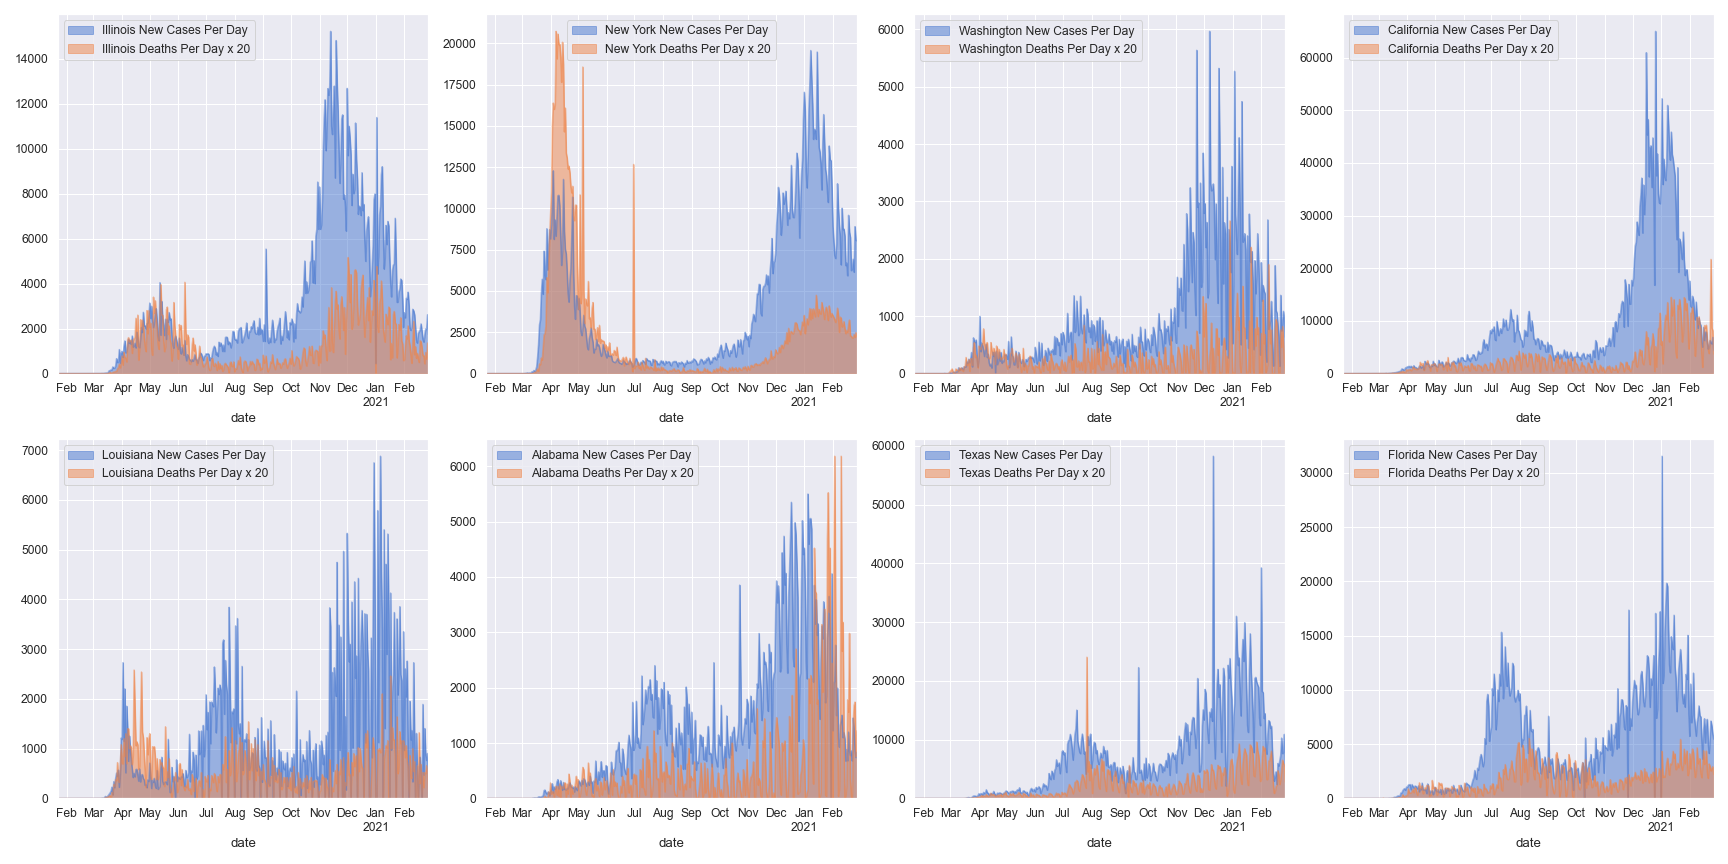 Illinois New Cases Per Day
Illinois Deaths Per Day x 20
14000
12000
10000
8000
6000
4000
2000
0
Feb Mar Apr May Jun Jul Aug Sep Oct Nov Dec Jan Feb
2021
date
New York New Cases Per Day
New York Deaths Per Day x 20
20000
17500
15000
12500
10000
7500
5000
2500
0
Feb Mar Apr May Jun Jul Aug Sep Oct Nov Dec Jan Feb
2021
date
Washington New Cases Per Day
Washington Deaths Per Day x 20
6000
5000
4000
3000
2000
1000
0
Feb Mar Apr May Jun Jul Aug Sep Oct Nov Dec Jan Feb
2021
date
California New Cases Per Day
California Deaths Per Day x 20
60000
50000
40000
30000
20000
10000
0
Feb Mar Apr May Jun Jul Aug Sep Oct Nov Dec Jan Feb
2021
date
Louisiana New Cases Per Day
Louisiana Deaths Per Day x 20
7000
6000
5000
4000
3000
2000
1000
0
Feb Mar Apr May Jun Jul Aug Sep Oct Nov Dec Jan Feb
2021
date
Alabama New Cases Per Day
Alabama Deaths Per Day x 20
6000
5000
4000
3000
2000
1000
0
Feb Mar Apr May Jun Jul Aug Sep Oct Nov Dec Jan Feb
2021
date
Texas New Cases Per Day
Texas Deaths Per Day x 20
60000
50000
40000
30000
20000
10000
0
Feb Mar Apr May Jun Jul Aug Sep Oct Nov Dec Jan Feb
2021
date
Florida New Cases Per Day
Florida Deaths Per Day x 20
30000
25000
20000
15000
10000
5000
0
Feb Mar Apr May Jun Jul Aug Sep Oct Nov Dec Jan Feb
2021
date